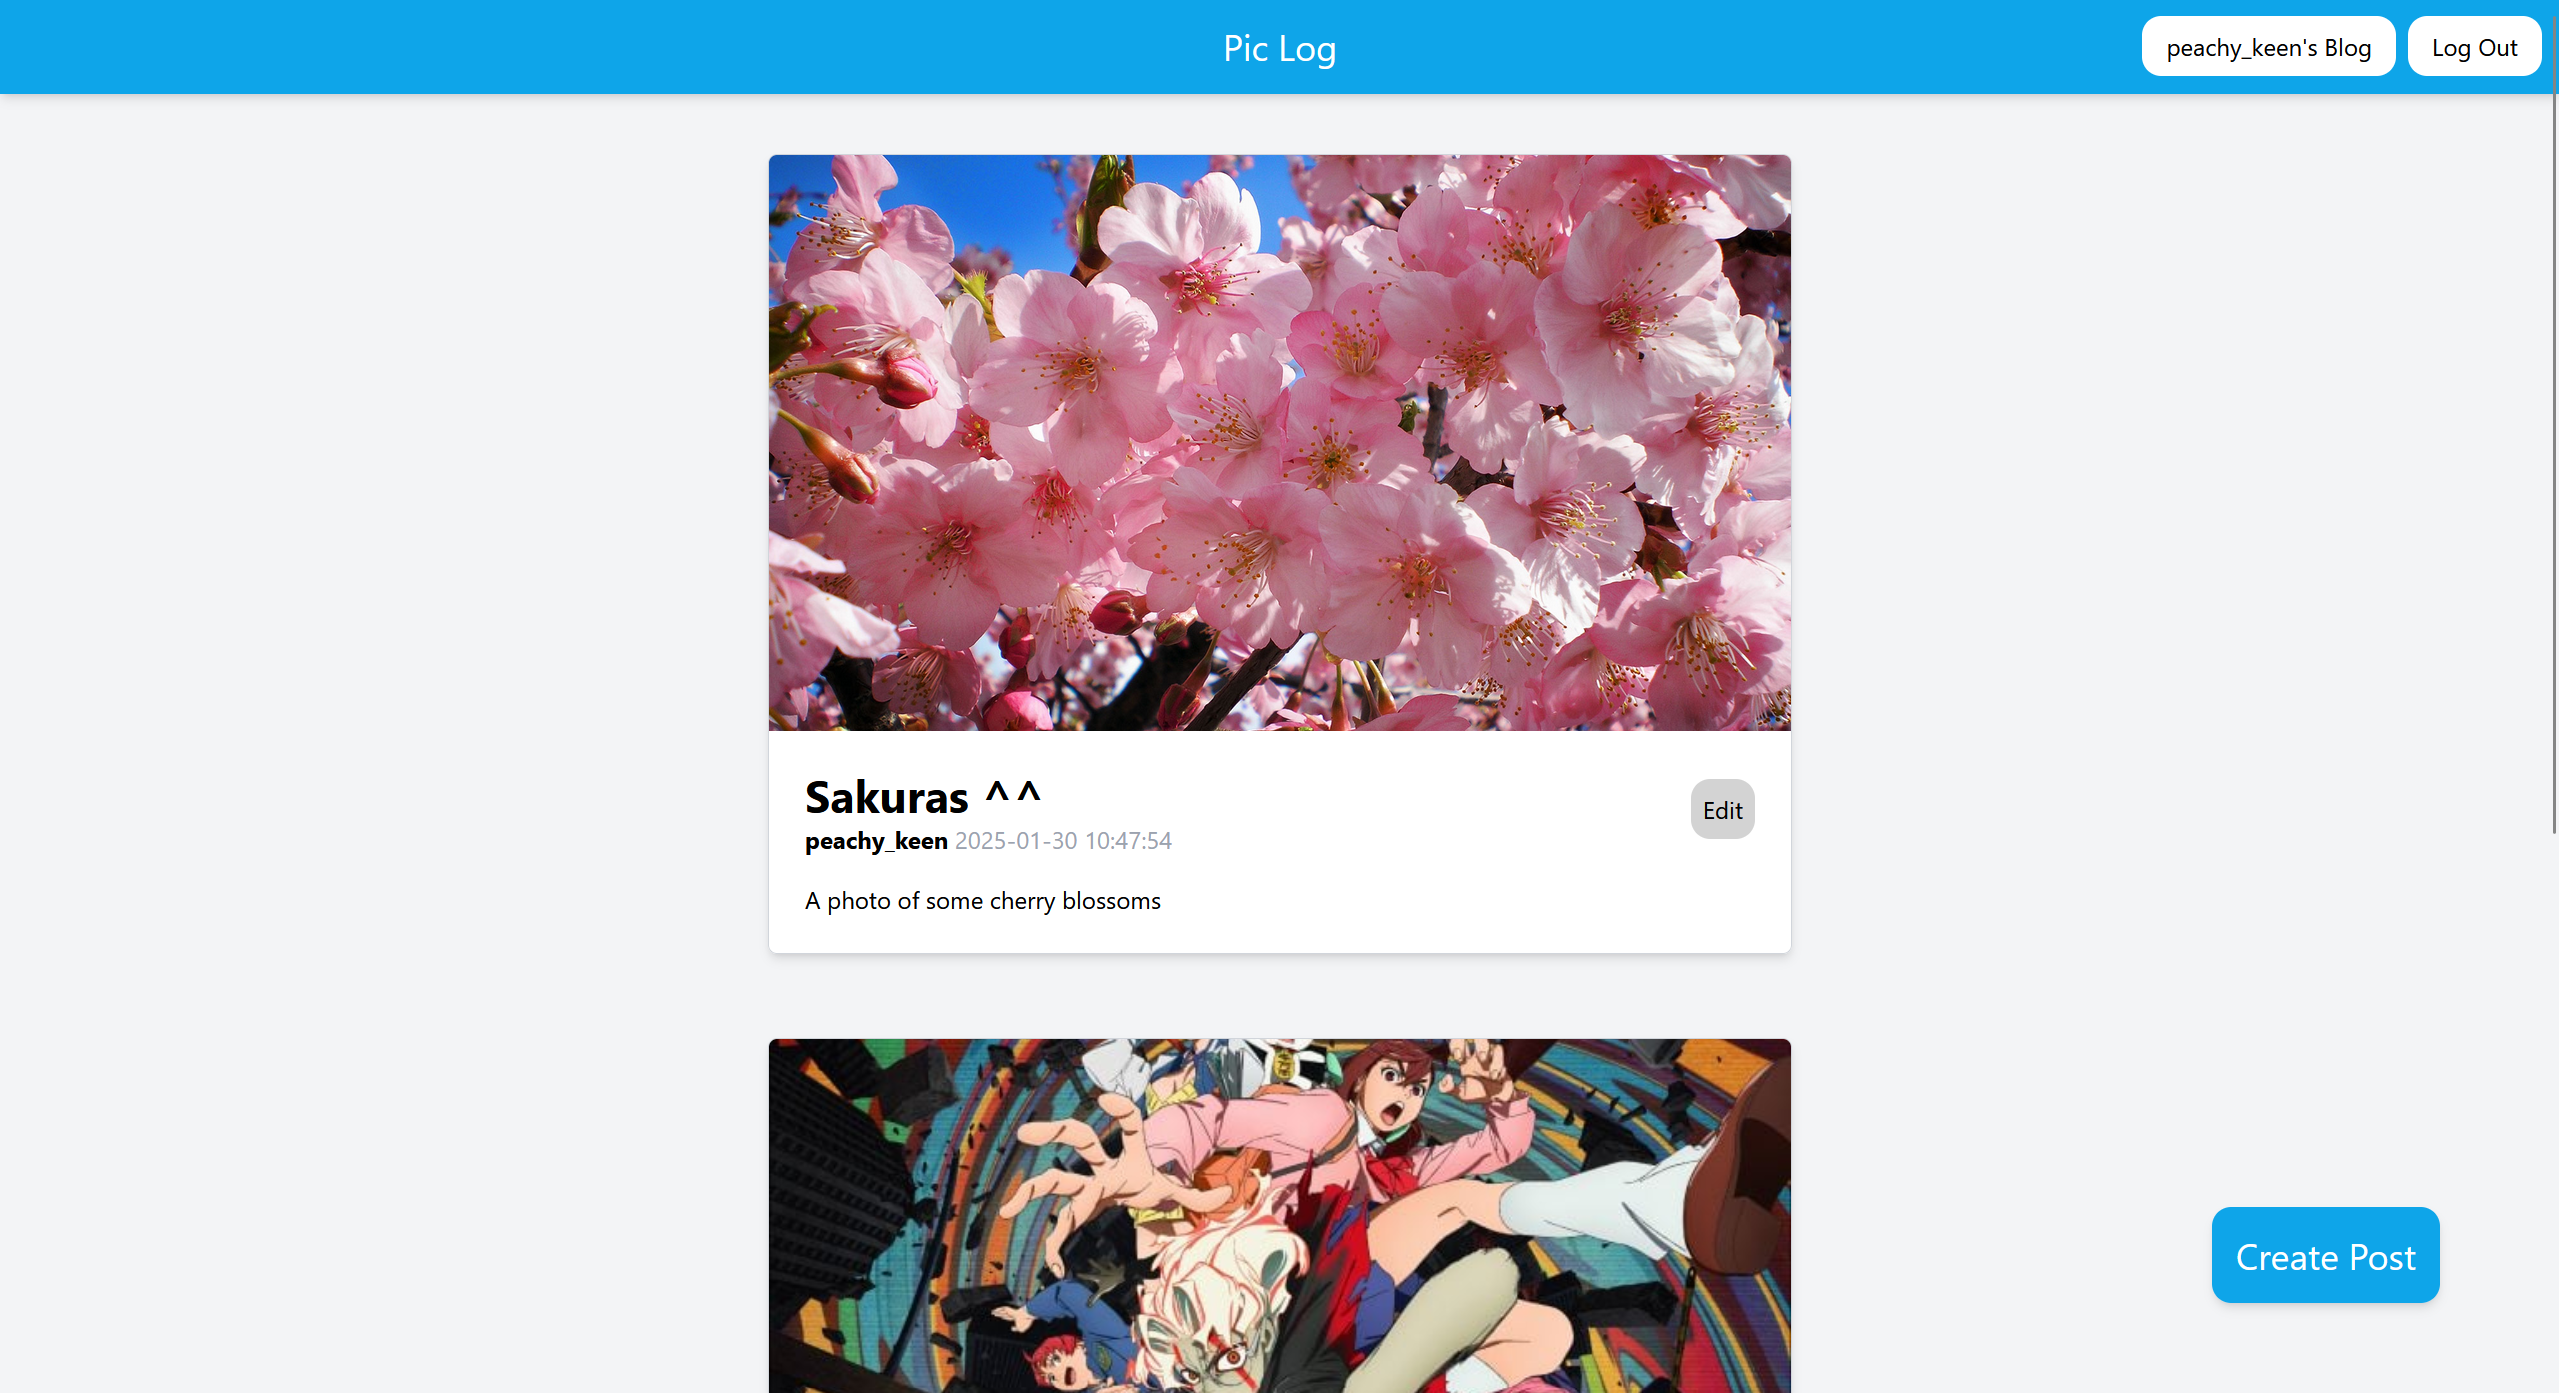 Pic Log
peachy_keen's Blog
Log Out
Sakuras ^^
Edit
peachy_keen 2025-01-30 10:47:54
A photo of some cherry blossoms
Create Post